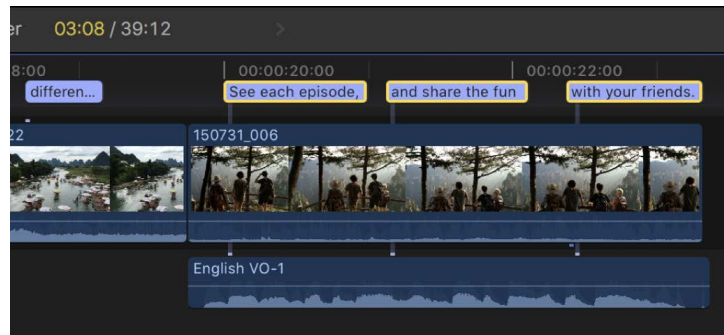 er 03:08 / 39:12
8:00 00:00:20:00 00:00:22:00
differen... See each episode, and share the fun with your friends.
22 150731_006
English VO-1